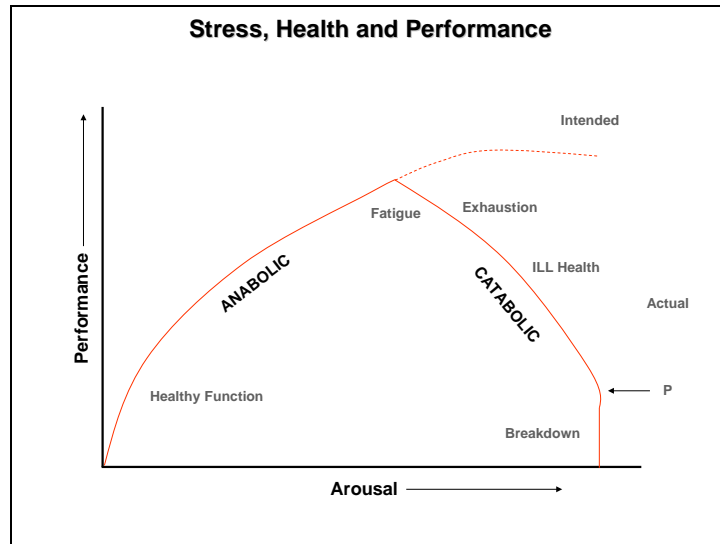 Stress, Health and Performance
Intended
Exhaustion
Fatigue
ILL Health
ANABOLIC
CATABOLIC
Actual
Performance
P
Healthy Function
Breakdown
Arousal